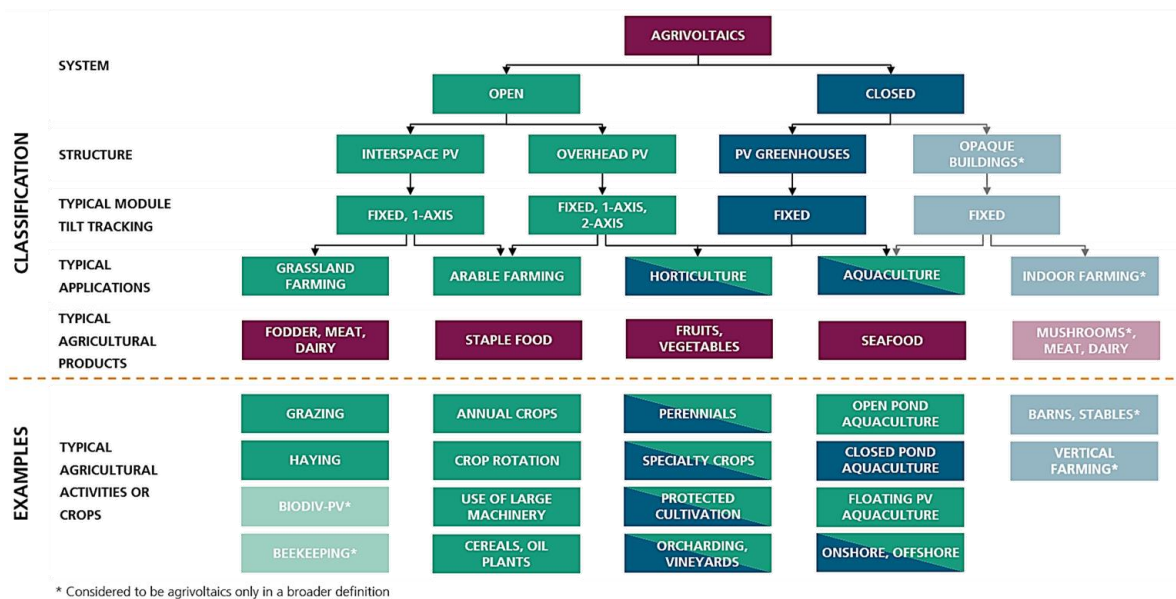 AGRIVOLTAICS
SYSTEM
OPEN
CLOSED
CLASSIFICATION
STRUCTURE
INTERSPACE PV
OVERHEAD PV
PV GREENHOUSES
OPAQUE
BUILDINGS*
TYPICAL MODULE
TILT TRACKING
FIXED, 1-AXIS
FIXED, 1-AXIS,
2-AXIS
FIXED
FIXED
TYPICAL
APPLICATIONS
GRASSLAND
FARMING
ARABLE FARMING
HORTICULTURE
AQUACULTURE
INDOOR FARMING*
TYPICAL
AGRICULTURAL
PRODUCTS
FODDER, MEAT,
DAIRY
STAPLE FOOD
FRUITS,
VEGETABLES
SEAFOOD
MUSHROOMS*,
MEAT, DAIRY
EXAMPLES
TYPICAL
AGRICULTURAL
ACTIVITIES OR
CROPS
GRAZING
ANNUAL CROPS
PERENNIALS
OPEN POND
AQUACULTURE
BARNS, STABLES*
HAYING
CROP ROTATION
SPECIALTY CROPS
CLOSED POND
AQUACULTURE
VERTICAL
FARMING*
BIODIV-PV*
USE OF LARGE
MACHINERY
PROTECTED
CULTIVATION
FLOATING PV
AQUACULTURE
BEEKEEPING*
CEREALS, OIL
PLANTS
ORCHARDING,
VINEYARDS
ONSHORE, OFFSHORE
* Considered to be agrivoltaics only in a broader definition